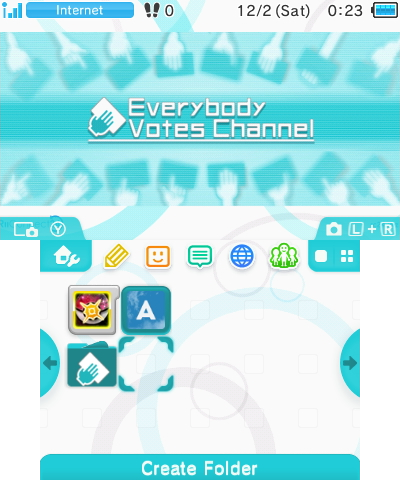 Internet
0
12/2(Sat)
0:23
Everybody
Votes Channel
Y
L+R
A
Create Folder